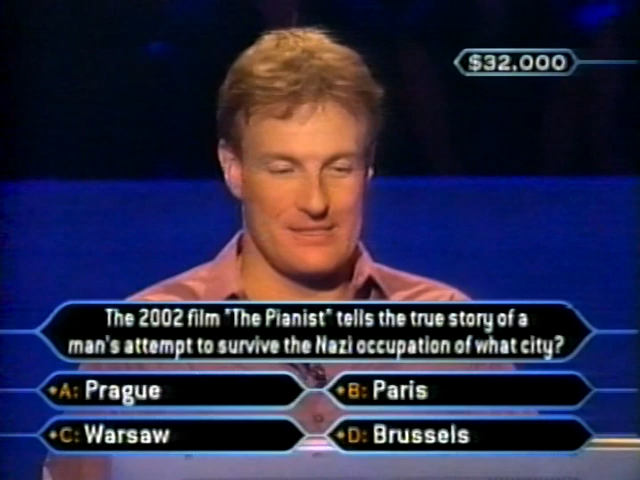 $32,000
The 2002 film "The Pianist" tells the true story of a
man's attempt to survive the Nazi occupation of what city?
A: Prague
B: Paris
C: Warsaw
D: Brussels